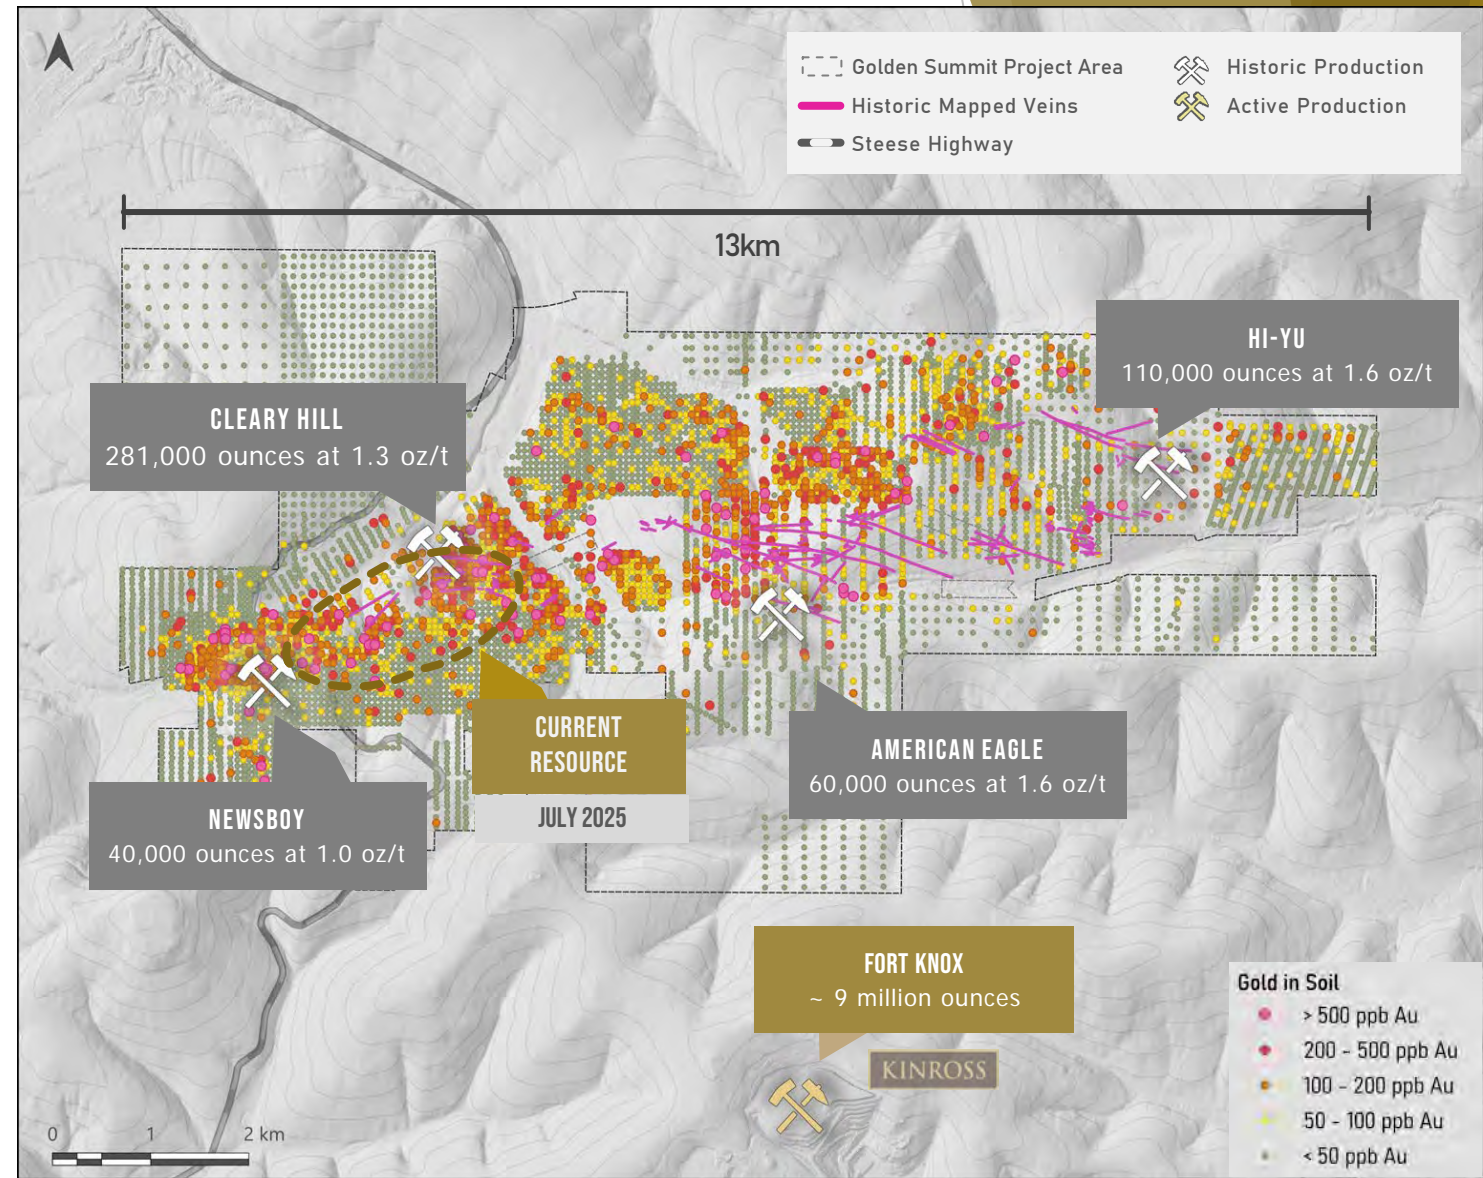 Golden Summit Project Area
Historic Mapped Veins
Steese Highway
Historic Production
Active Production
13km
HI-YU
110,000 ounces at 1.6 oz/t
CLEARY HILL
281,000 ounces at 1.3 oz/t
CURRENT
RESOURCE
JULY 2025
AMERICAN EAGLE
60,000 ounces at 1.6 oz/t
NEWSBOY
40,000 ounces at 1.0 oz/t
FORT KNOX
~ 9 million ounces
KINROSS
Gold in Soil
> 500 ppb Au
200 - 500 ppb Au
100 - 200 ppb Au
50 - 100 ppb Au
< 50 ppb Au
0 1 2 km